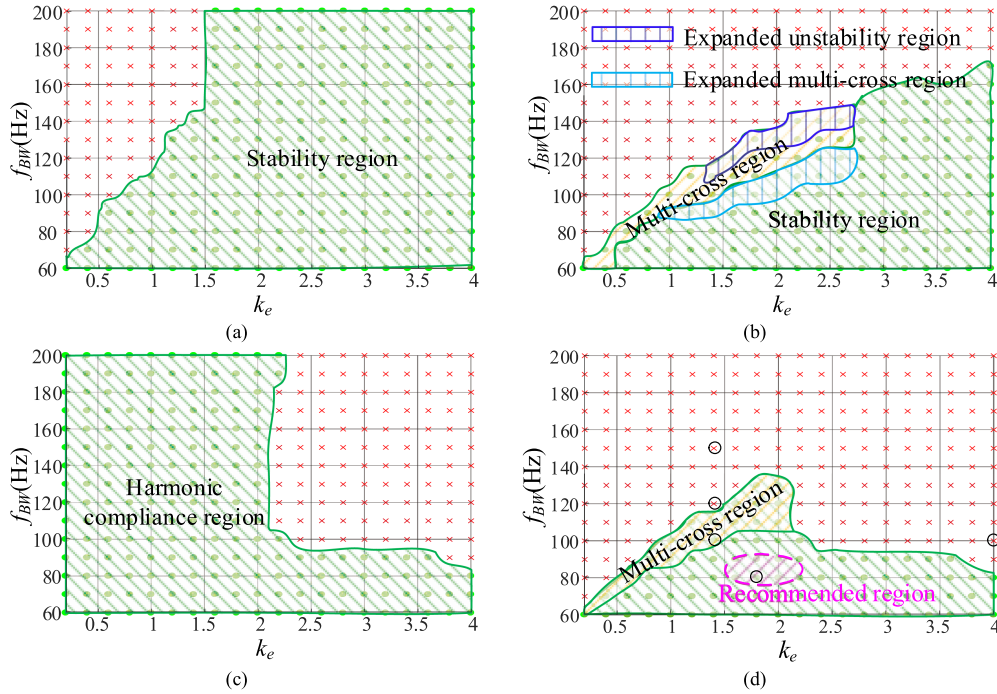 200
180
160
140
120
100
80
60
f_BW(Hz)
Stability region
0.5 1 1.5 2 2.5 3 3.5 4
k_e
(a)
200
180
160
140
120
100
80
60
f_BW(Hz)
Expanded unstability region
Expanded multi-cross region
Multi-cross region
Stability region
0.5 1 1.5 2 2.5 3 3.5 4
k_e
(b)
200
180
160
140
120
100
80
60
f_BW(Hz)
Harmonic
compliance region
0.5 1 1.5 2 2.5 3 3.5 4
k_e
(c)
200
180
160
140
120
100
80
60
f_BW(Hz)
Multi-cross region
Recommended region
0.5 1 1.5 2 2.5 3 3.5 4
k_e
(d)